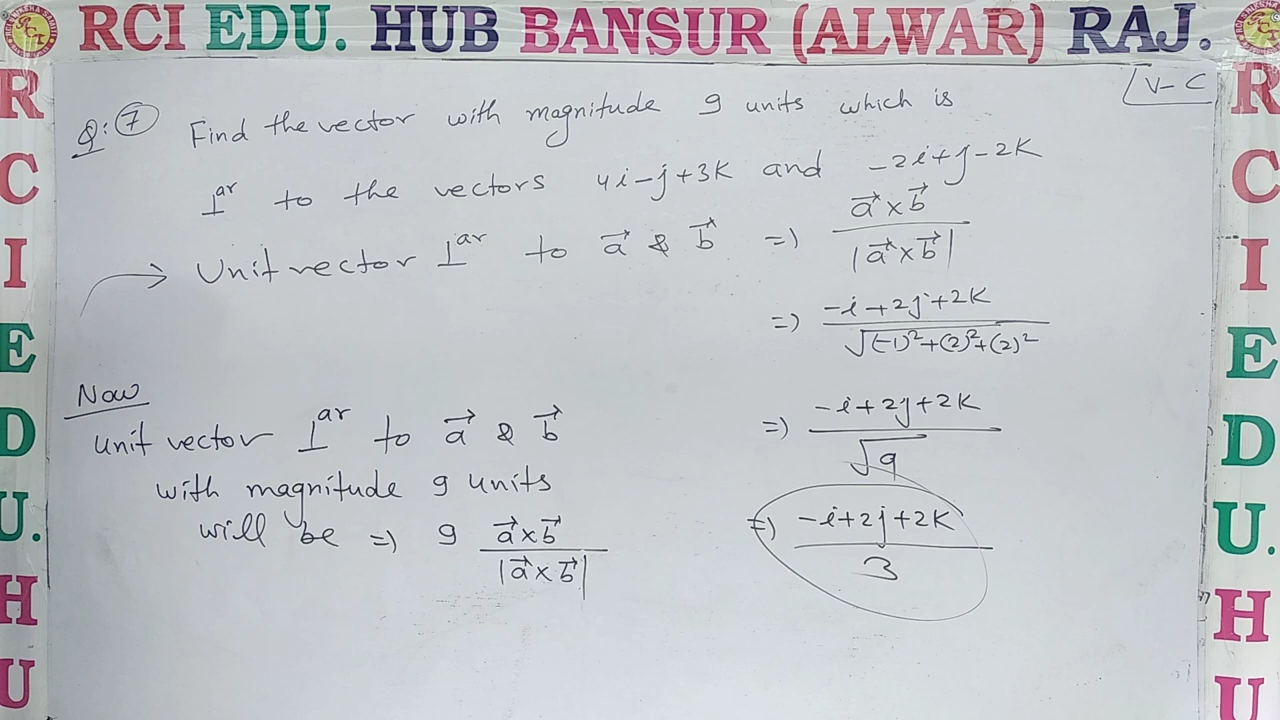 RCI EDU. HUB BANSUR (ALWAR) RAJ.
R
C
I
E
D
U.
H
U
V-C
Q:⑦ Find the vector with magnitude 9 units which is
⊥ar to the vectors 4i-j+3K and -2i+j-2K
Unit vector ⊥ar to a⃗ & b⃗ => a⃗×b⃗ / |a⃗×b⃗|
=> -i+2j+2K / √(-1)²+(2)²+(2)²
=> -i+2j+2K / √9
=> -i+2j+2K / 3
Now
unit vector ⊥ar to a⃗ & b⃗
with magnitude 9 units
will be => 9 a⃗×b⃗ / |a⃗×b⃗|
R
C
I
E
D
U.
H
U